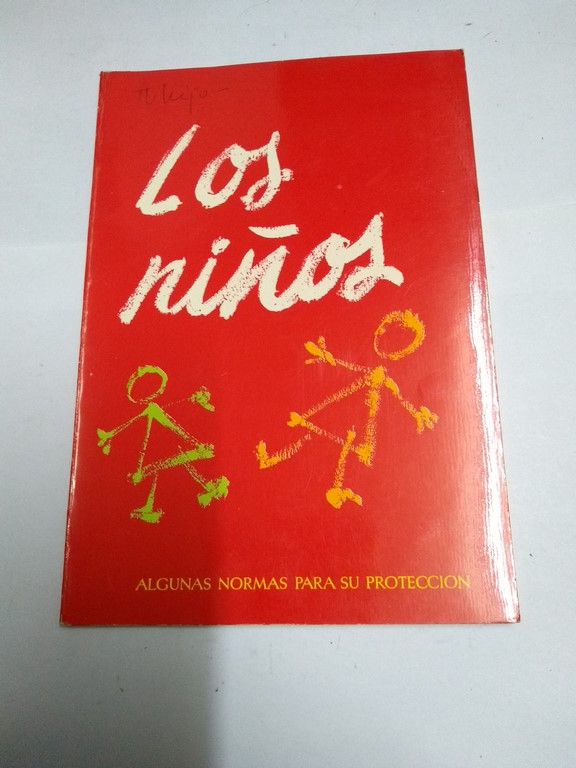 Los
niños
ALGUNAS NORMAS PARA SU PROTECCION